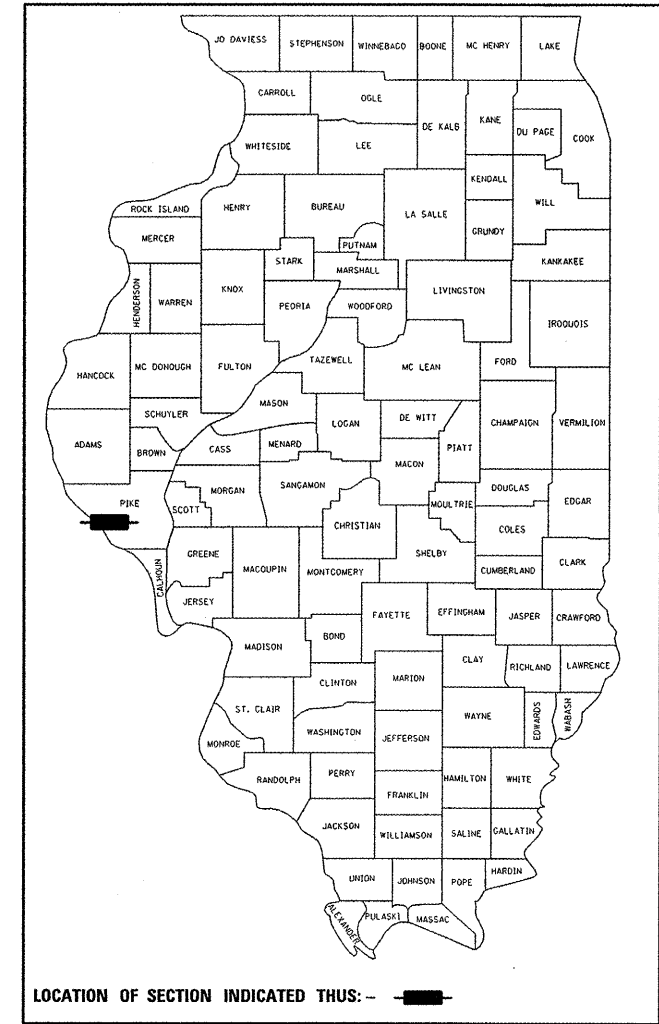 JO DAVIESS
STEPHENSON
WINNEBAGO
BOONE
MC HENRY
LAKE
CARROLL
OGLE
DE KALB
KANE
DU PAGE
COOK
WHITESIDE
LEE
KENDALL
WILL
ROCK ISLAND
HENRY
BUREAU
LA SALLE
GRUNDY
MERCER
PUTNAM
STARK
MARSHALL
KANKAKEE
HENDERSON
WARREN
KNOX
PEORIA
WOODFORD
LIVINGSTON
IROQUOIS
HANCOCK
MC DONOUGH
FULTON
TAZEWELL
MC LEAN
FORD
MASON
SCHUYLER
LOGAN
DE WITT
CHAMPAIGN
VERMILION
ADAMS
BROWN
CASS
MENARD
PIATT
MACON
SANGAMON
MORGAN
DOUGLAS
EDGAR
PIKE
SCOTT
CHRISTIAN
MOULTRIE
COLES
GREENE
MACOUPIN
MONTGOMERY
SHELBY
CUMBERLAND
CLARK
CALHOUN
JERSEY
FAYETTE
EFFINGHAM
JASPER
CRAWFORD
MADISON
BOND
CLAY
RICHLAND
LAWRENCE
CLINTON
MARION
ST. CLAIR
WAYNE
EDWARDS
WABASH
WASHINGTON
JEFFERSON
MONROE
RANDOLPH
PERRY
HAMILTON
WHITE
FRANKLIN
JACKSON
WILLIAMSON
SALINE
GALLATIN
UNION
JOHNSON
POPE
HARDIN
ALEXANDER
PULASKI
MASSAC
LOCATION OF SECTION INDICATED THUS: -